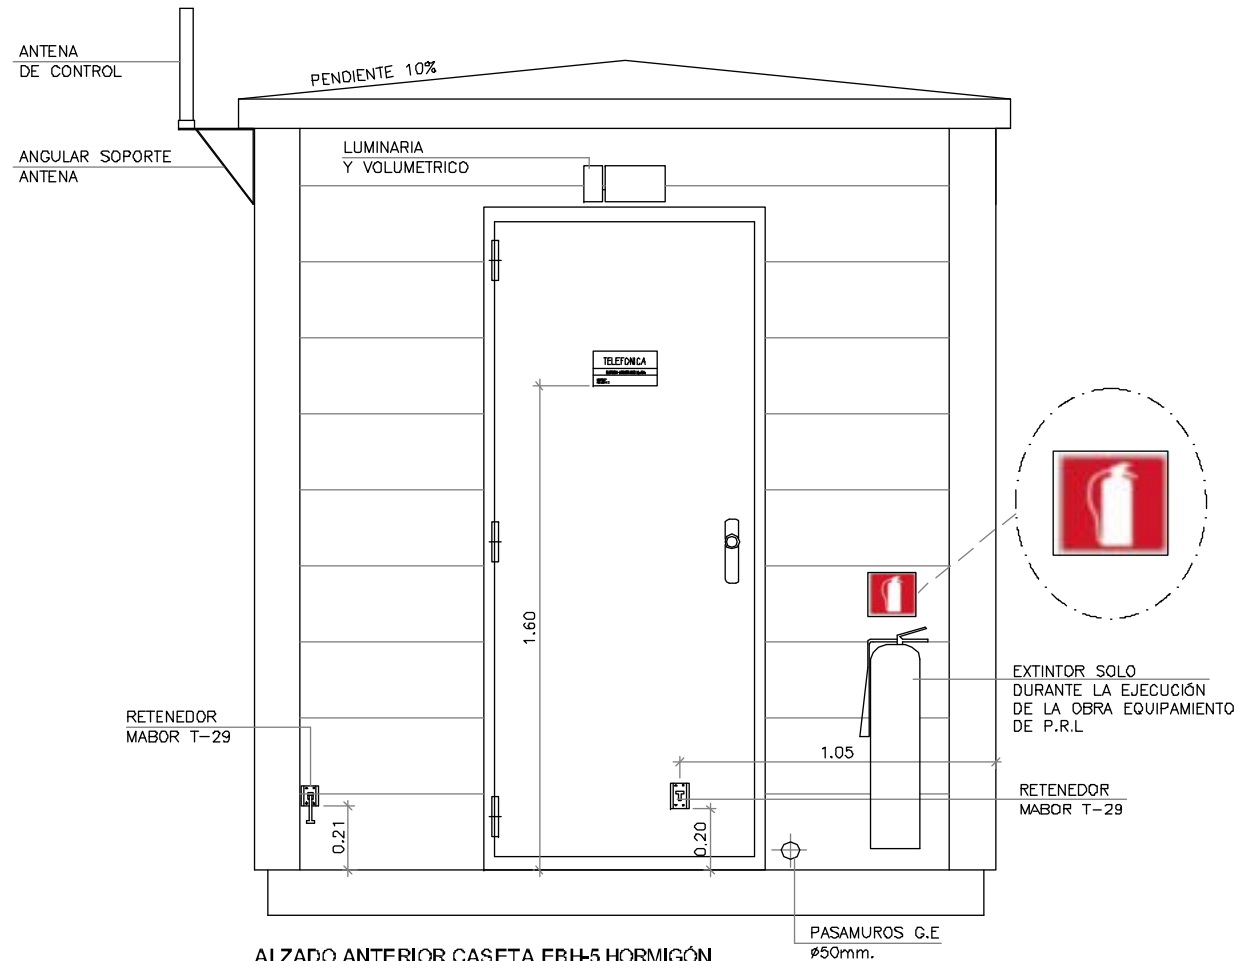 ANTENA
DE CONTROL
PENDIENTE 10%
ANGULAR SOPORTE
ANTENA
LUMINARIA
Y VOLUMETRICO
TELEFONICA
1.60
EXTINTOR SOLO
DURANTE LA EJECUCIÓN
DE LA OBRA EQUIPAMIENTO
DE P.R.L
RETENEDOR
MABOR T-29
1.05
RETENEDOR
MABOR T-29
0.21
0.20
PASAMUROS G.E
ø50mm.
ALZADO ANTERIOR CASETA EBH-5 HORMIGÓN